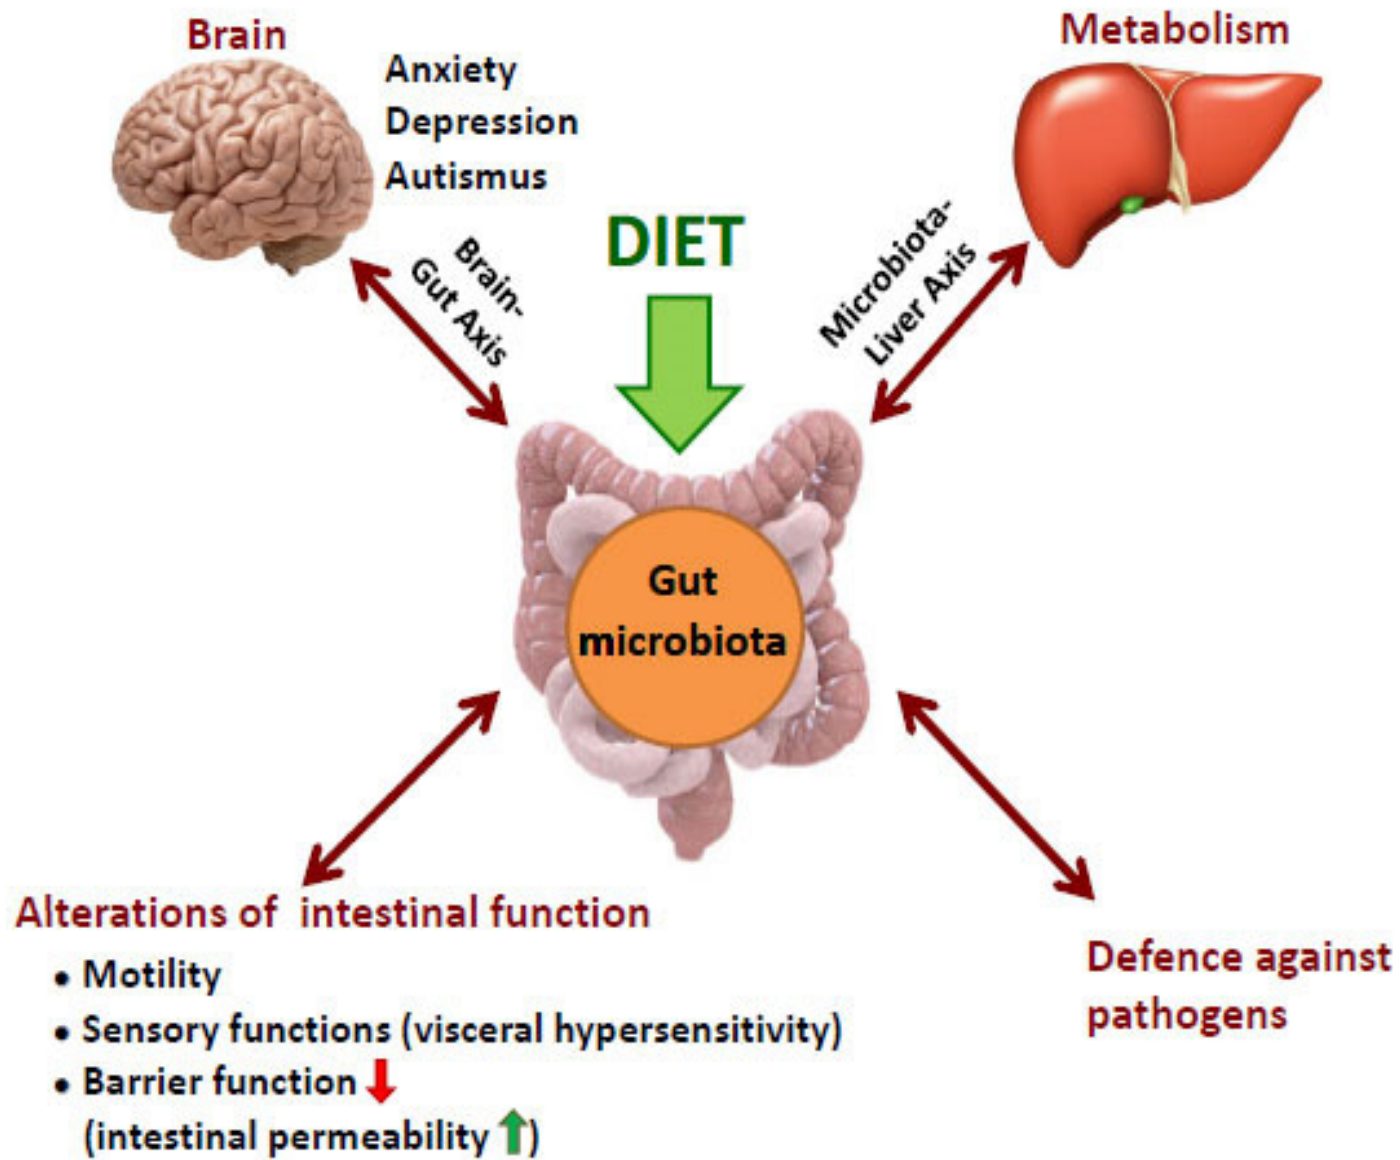 Brain
Anxiety
Depression
Autismus
Metabolism
DIET
Brain-
Gut Axis
Microbiota-
Liver Axis
Gut
microbiota
Alterations of intestinal function
• Motility
• Sensory functions (visceral hypersensitivity)
• Barrier function
(intestinal permeability )
Defence against
pathogens